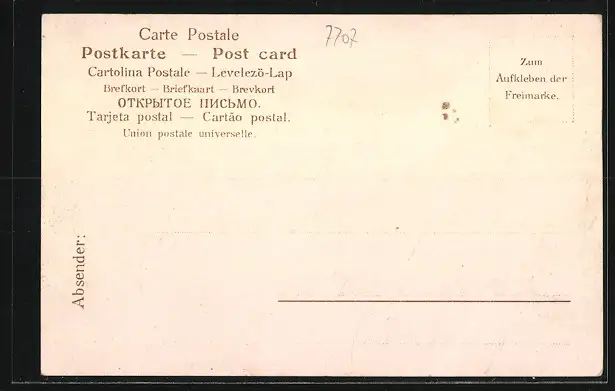 Carte Postale
Postkarte — Post card
Cartolina Postale — Levelező-Lap
Brefkort — Briefkaart — Brevkort
ОТКРЫТОЕ ПИСЬМО.
Tarjeta postal — Cartão postal.
Union postale universelle.
7707
Zum
Aufkleben der
Freimarke.
Absender: